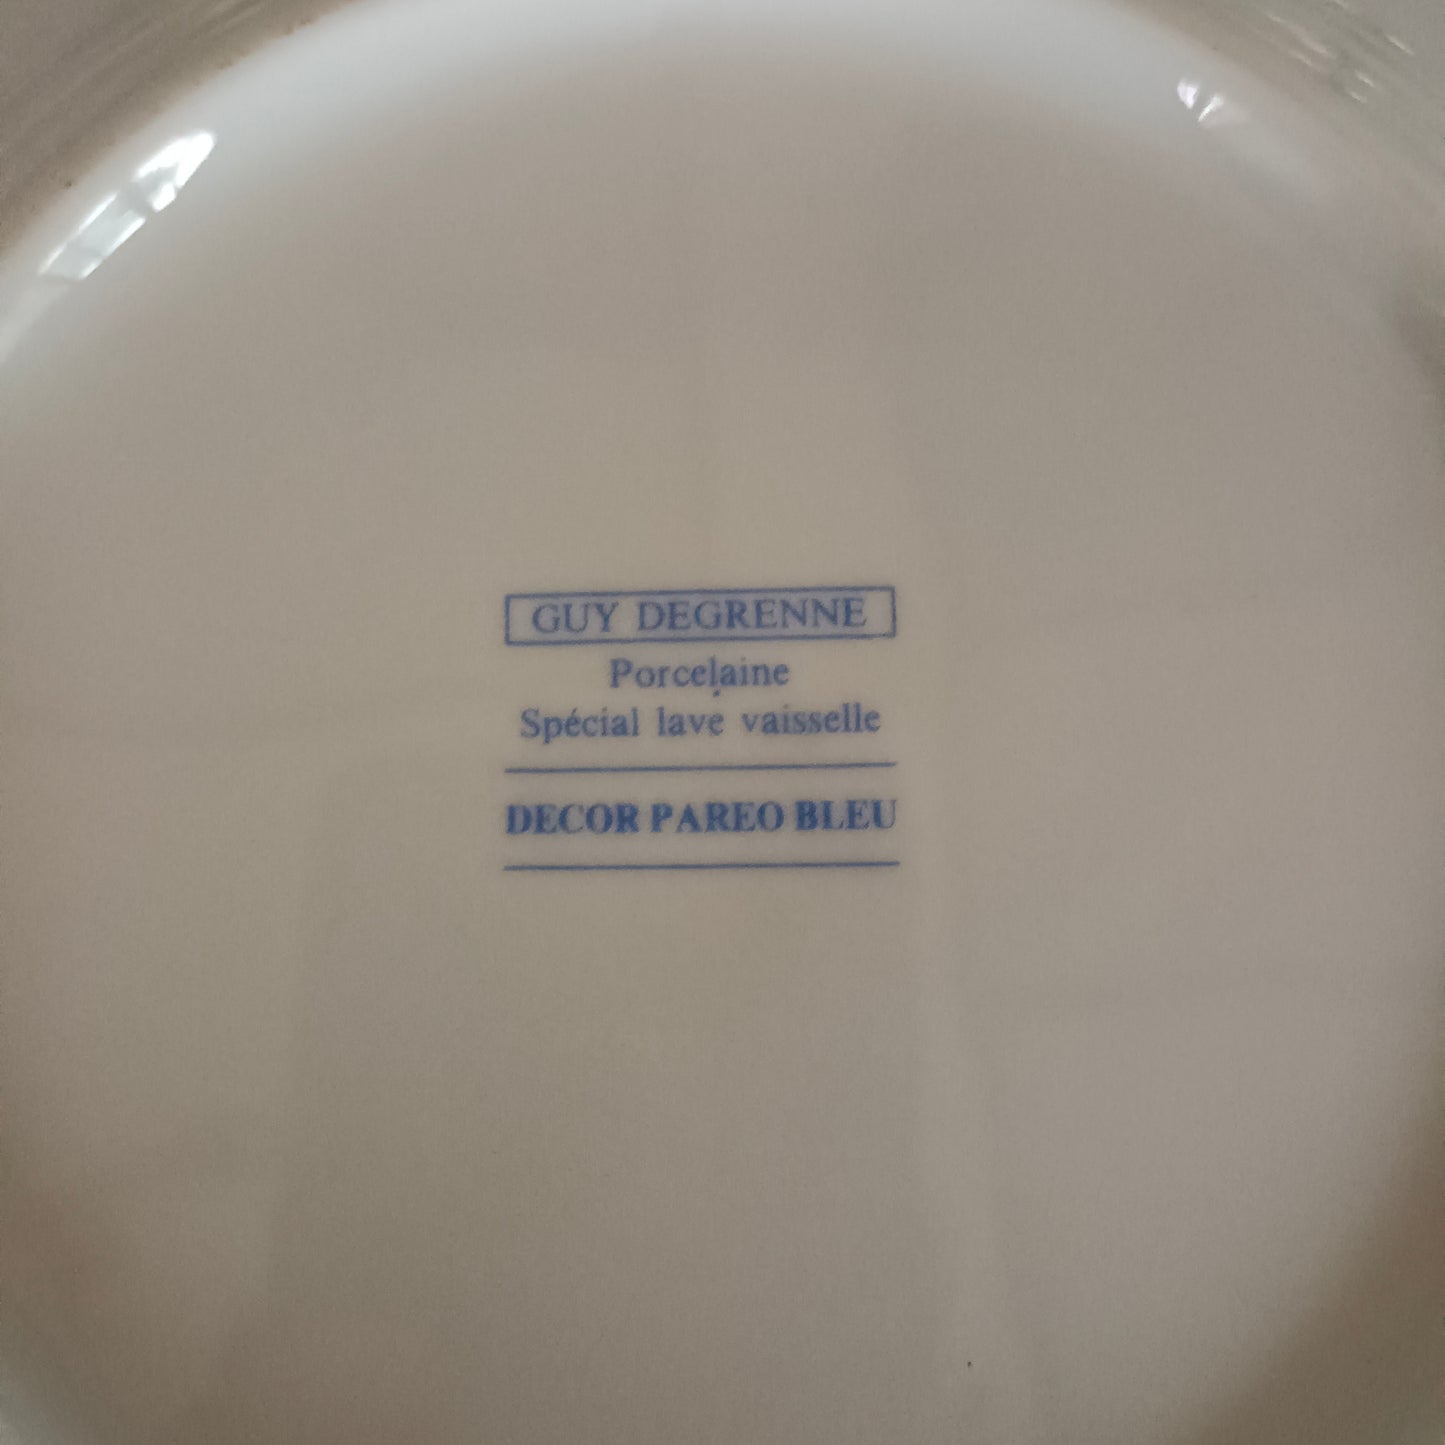 GUY DEGRENNE
Porcelaine
Spécial lave vaisselle
DECOR PAREO BLEU